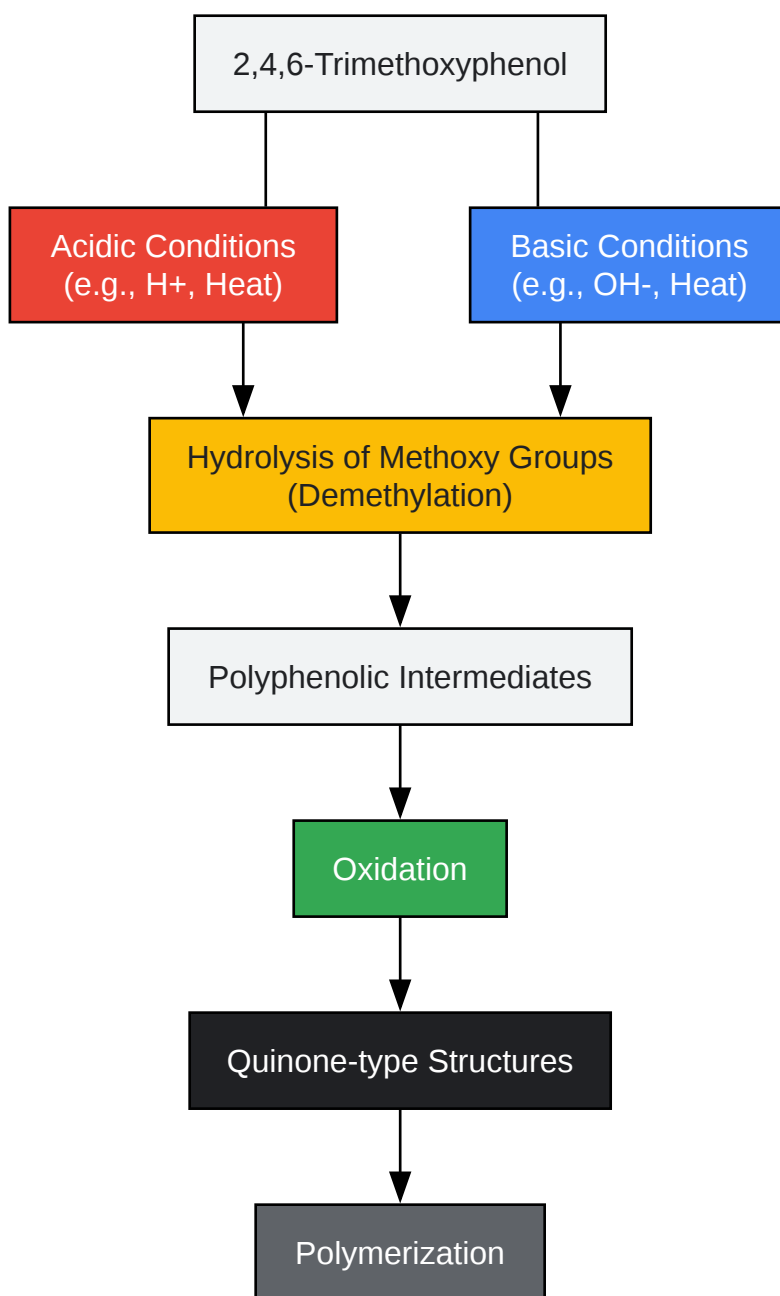 2,4,6-Trimethoxyphenol
Acidic Conditions
(e.g., H+, Heat)
Basic Conditions
(e.g., OH-, Heat)
Hydrolysis of Methoxy Groups
(Demethylation)
Polyphenolic Intermediates
Oxidation
Quinone-type Structures
Polymerization